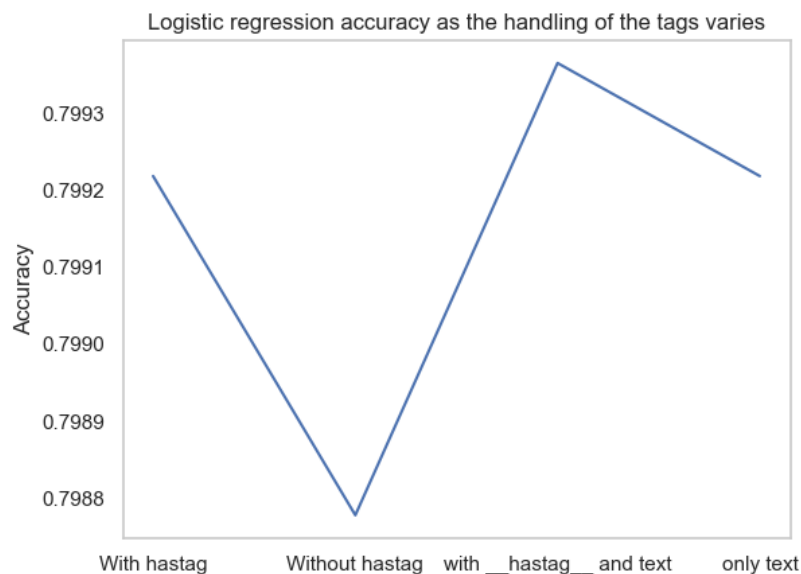 Logistic regression accuracy as the handling of the tags varies
0.7993
0.7992
0.7991
0.7990
0.7989
0.7988
Accuracy
With hastag
Without hastag
with __hastag__ and text
only text